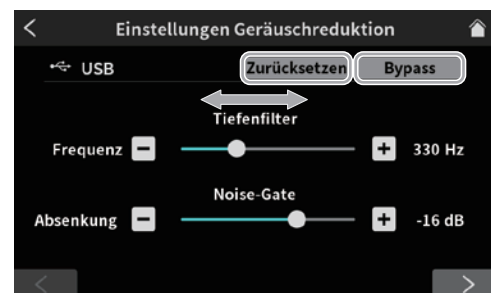 Einstellungen Geräuschreduktion
USB Zurücksetzen Bypass
Tiefenfilter
Frequenz - + 330 Hz
Noise-Gate
Absenkung - + -16 dB